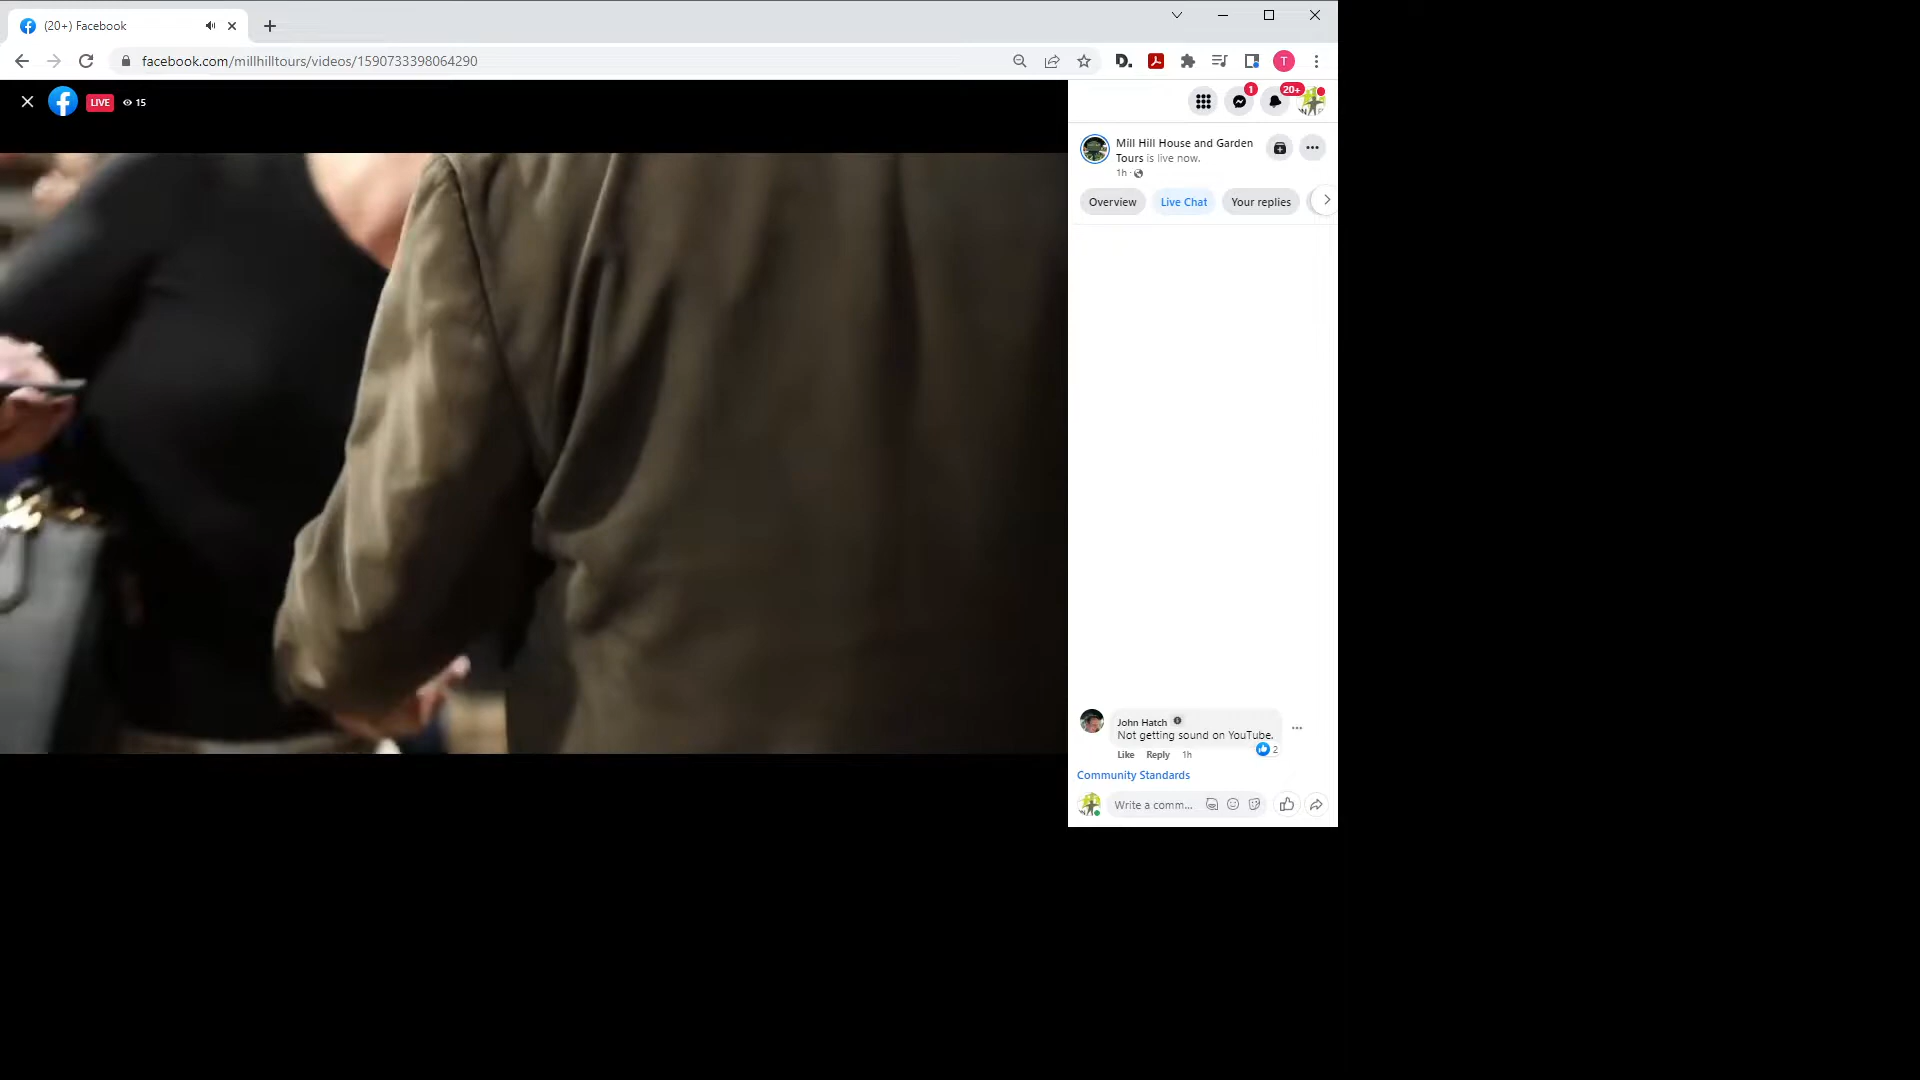 (20+) Facebook
facebook.com/millhilltours/videos/1590733398064290
D.
T
LIVE
15
1
20+
Mill Hill House and Garden
Tours is live now.
1h ·
Overview
Live Chat
Your replies
John Hatch
Not getting sound on YouTube.
2
Like Reply 1h
Community Standards
Write a comm...